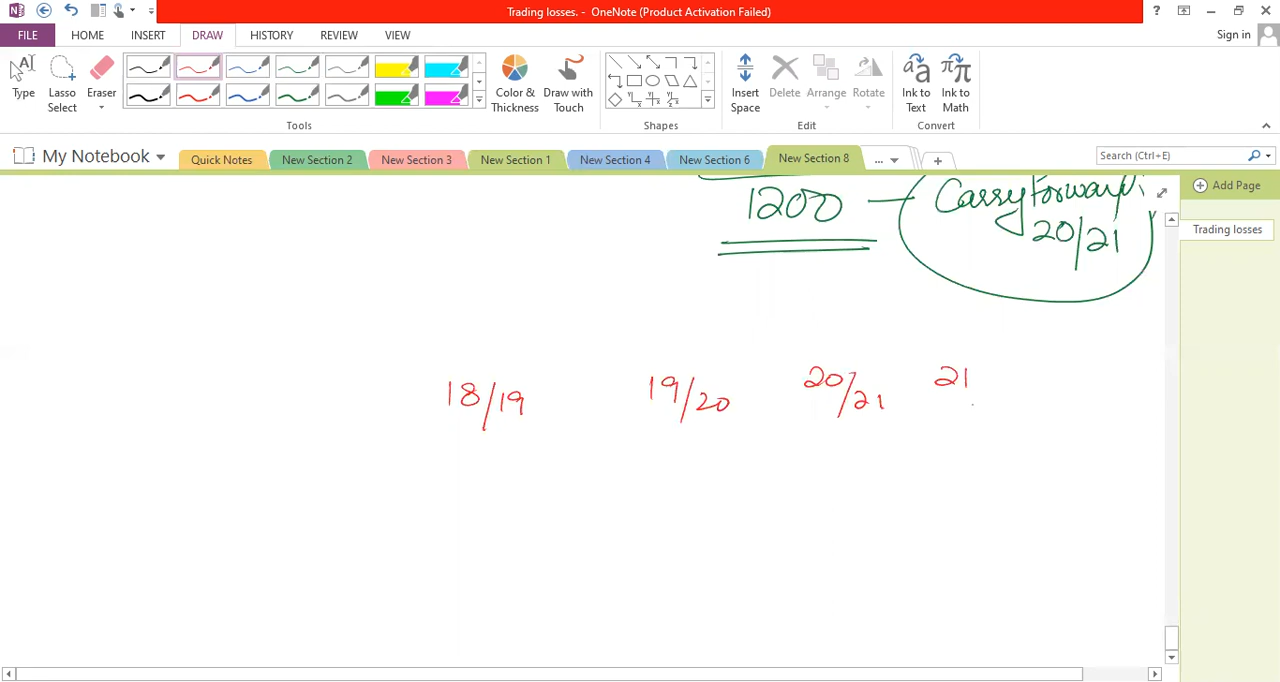 Trading losses. - OneNote (Product Activation Failed)
FILE HOME INSERT DRAW HISTORY REVIEW VIEW Sign in
Type Lasso Select Eraser Color & Thickness Draw with Touch Insert Space Delete Arrange Rotate Ink to Text Ink to Math
Tools Shapes Edit Convert
My Notebook Quick Notes New Section 2 New Section 3 New Section 1 New Section 4 New Section 6 New Section 8 ... Search (Ctrl+E)
Add Page
Trading losses
1200 — Carry forward
20/21
18/19 19/20 20/21 21